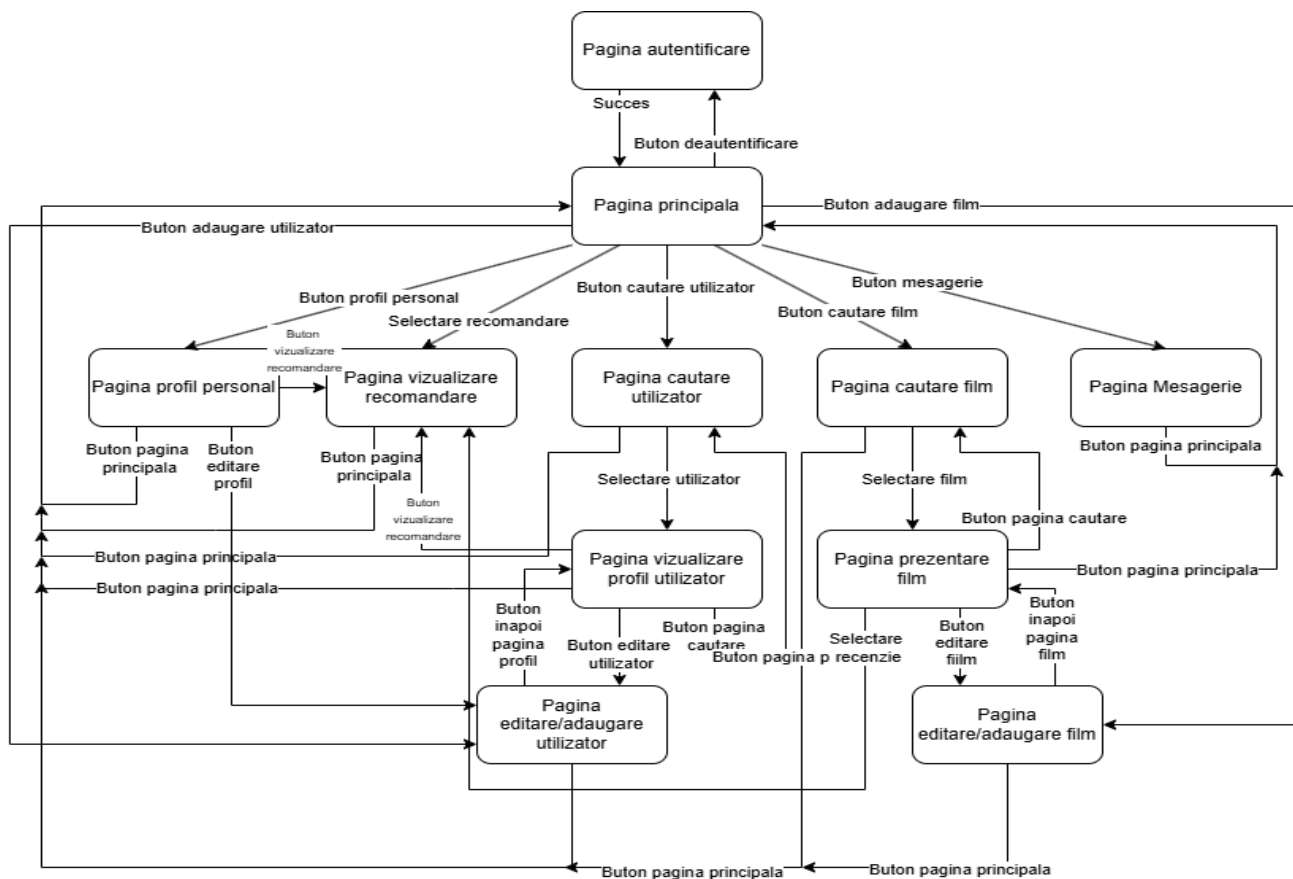 Pagina autentificare
Succes
Buton deautentificare
Pagina principala
Buton adaugare film
Buton adaugare utilizator
Buton cautare utilizator
Buton mesagerie
Buton profil personal
Buton cautare film
Selectare recomandare
Buton
vizualizare
recomandare
Pagina profil personal
Pagina vizualizare
recomandare
Pagina cautare
utilizator
Pagina cautare film
Pagina Mesagerie
Buton pagina
principala
Buton
editare
profil
Buton pagina
principala
Buton pagina principala
Selectare utilizator
Selectare film
Buton
vizualizare
recomandare
Buton pagina cautare
Buton pagina principala
Pagina vizualizare
profil utilizator
Pagina prezentare
film
Buton pagina principala
Buton pagina principala
Buton
inapoi
pagina
profil
Buton editare
utilizator
Buton pagina
cautare
Buton pagina p
Selectare
recenzie
Buton
editare
fiilm
Buton
inapoi
pagina
film
Pagina
editare/adaugare
utilizator
Pagina
editare/adaugare film
Buton pagina principala
Buton pagina principala